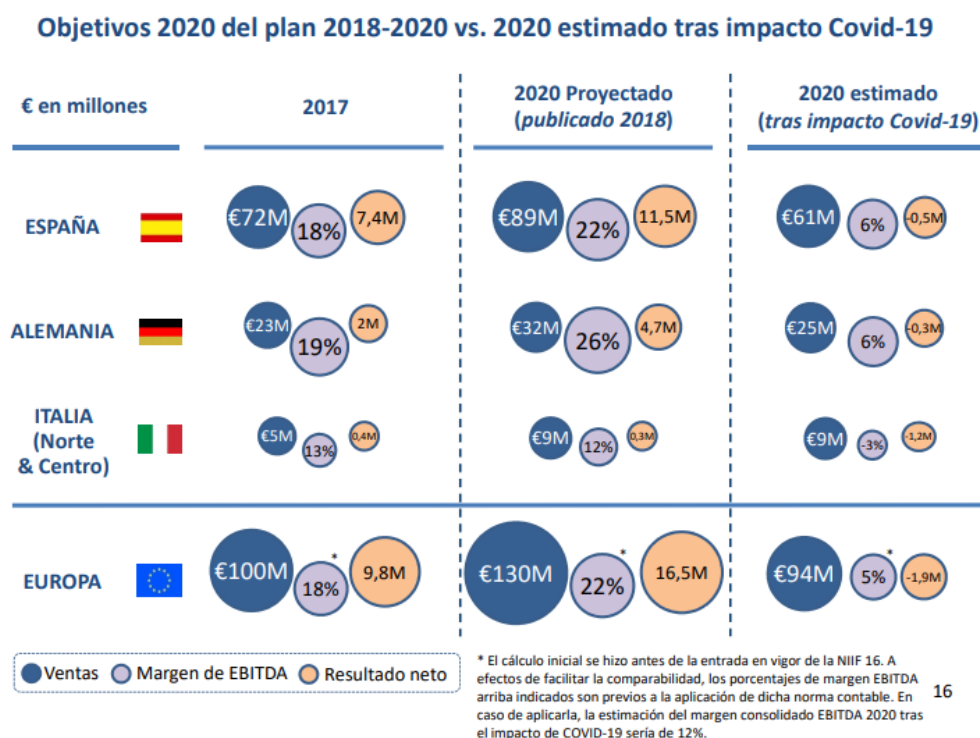 Objetivos 2020 del plan 2018-2020 vs. 2020 estimado tras impacto Covid-19
€ en millones
2017
2020 Proyectado
(publicado 2018)
2020 estimado
(tras impacto Covid-19)
ESPAÑA
€72M 18% 7,4M
€89M 22% 11,5M
€61M 6% -0,5M
ALEMANIA
€23M 19% 2M
€32M 26% 4,7M
€25M 6% -0,3M
ITALIA
(Norte
& Centro)
€5M 13% 0,4M
€9M 12% 0,3M
€9M -3% -1,2M
EUROPA
€100M 18% * 9,8M
€130M 22% * 16,5M
€94M 5% * -1,9M
Ventas Margen de EBITDA Resultado neto
* El cálculo inicial se hizo antes de la entrada en vigor de la NIIF 16. A
efectos de facilitar la comparabilidad, los porcentajes de margen EBITDA
arriba indicados son previos a la aplicación de dicha norma contable. En
caso de aplicarla, la estimación del margen consolidado EBITDA 2020 tras
el impacto de COVID-19 sería de 12%.
16